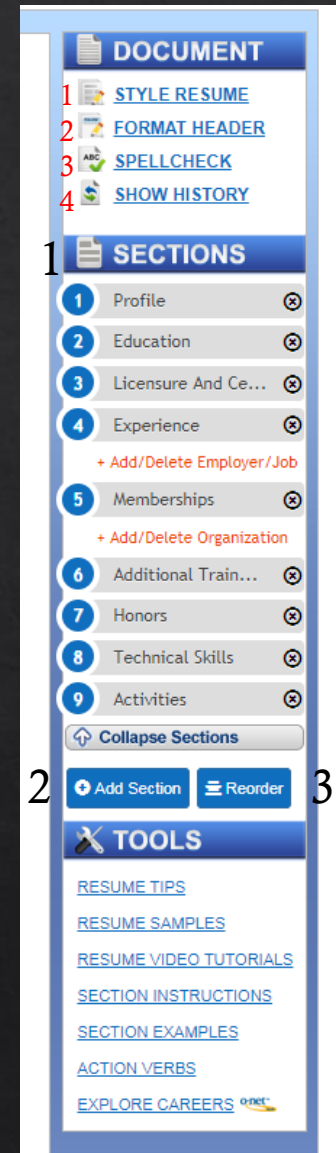 DOCUMENT
1 STYLE RESUME
2 FORMAT HEADER
3 ABC SPELLCHECK
4 SHOW HISTORY
1 SECTIONS
1 Profile
2 Education
3 Licensure And Ce...
4 Experience
+ Add/Delete Employer/Job
5 Memberships
+ Add/Delete Organization
6 Additional Train...
7 Honors
8 Technical Skills
9 Activities
Collapse Sections
2 Add Section Reorder 3
TOOLS
RESUME TIPS
RESUME SAMPLES
RESUME VIDEO TUTORIALS
SECTION INSTRUCTIONS
SECTION EXAMPLES
ACTION VERBS
EXPLORE CAREERS o*net